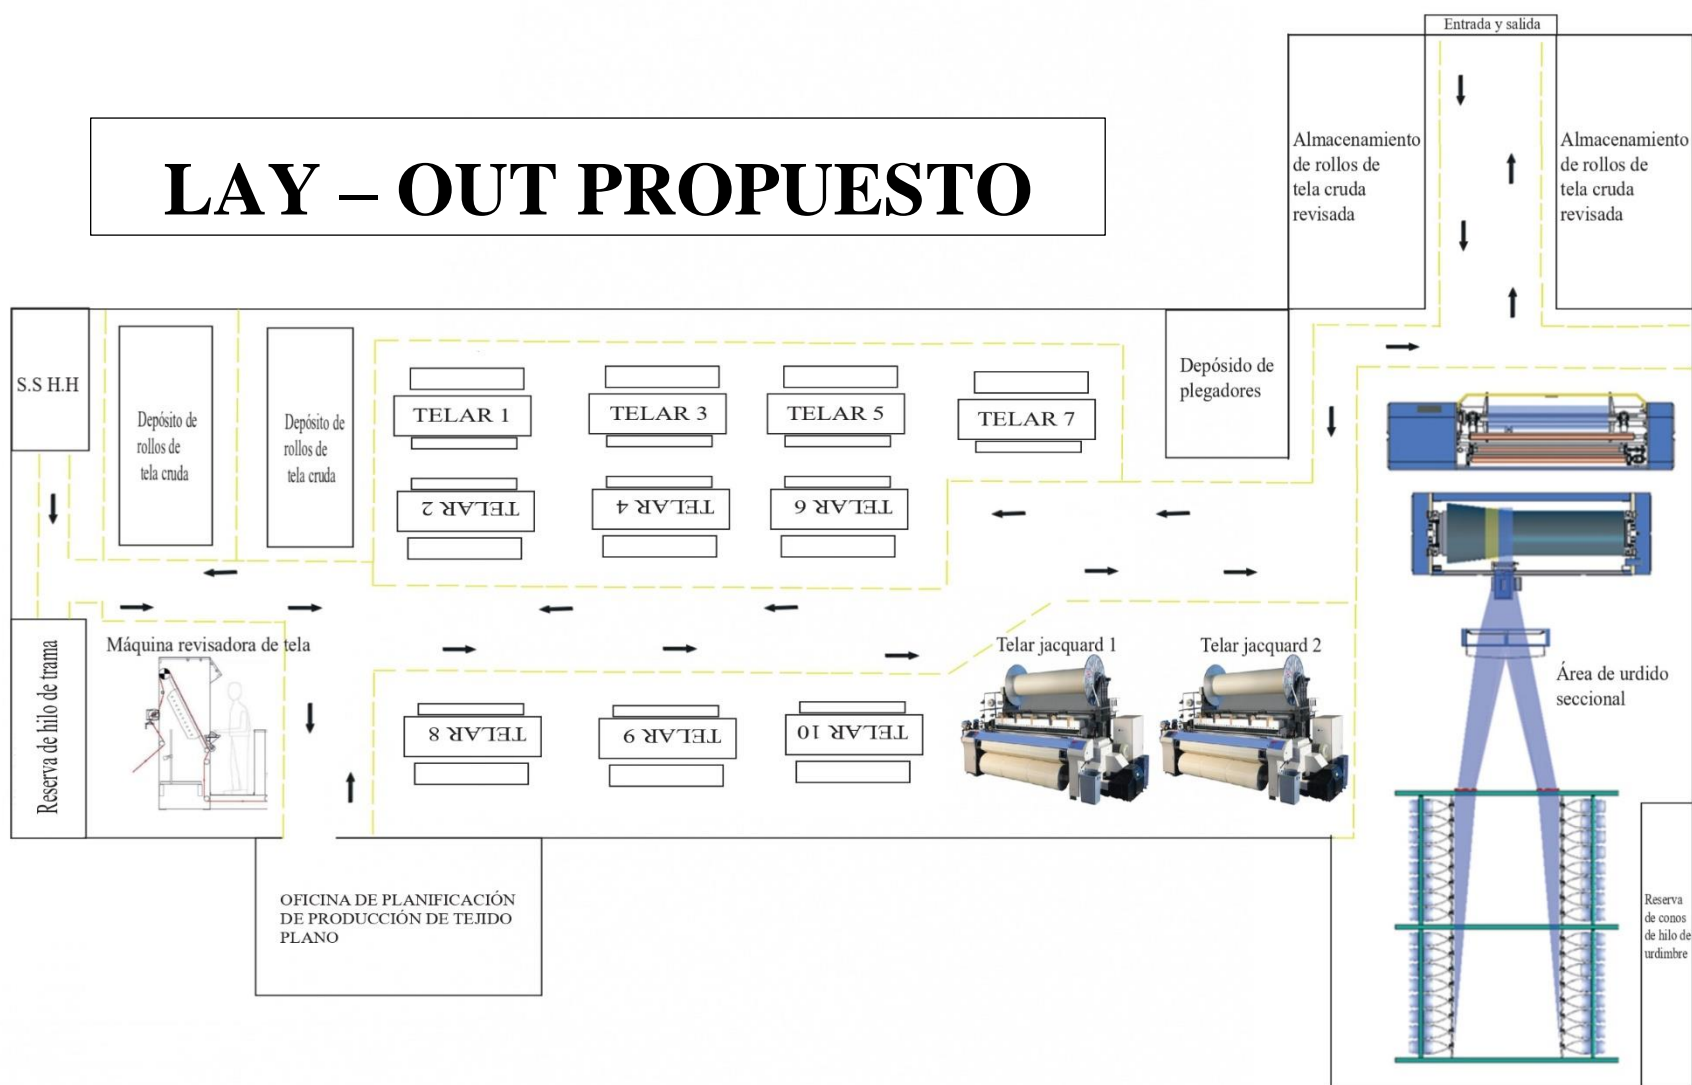 Entrada y salida
LAY – OUT PROPUESTO
Almacenamiento
de rollos de
tela cruda
revisada
Almacenamiento
de rollos de
tela cruda
revisada
S.S H.H
Depósito de
rollos de
tela cruda
Depósito de
rollos de
tela cruda
TELAR 1
TELAR 3
TELAR 5
TELAR 7
Depósido de
plegadores
TELAR 2
TELAR 4
TELAR 6
Reserva de hilo de trama
Máquina revisadora de tela
Telar jacquard 1
Telar jacquard 2
Área de urdido
seccional
TELAR 8
TELAR 9
TELAR 10
OFICINA DE PLANIFICACIÓN
DE PRODUCCIÓN DE TEJIDO
PLANO
Reserva
de conos
de hilo de
urdimbre